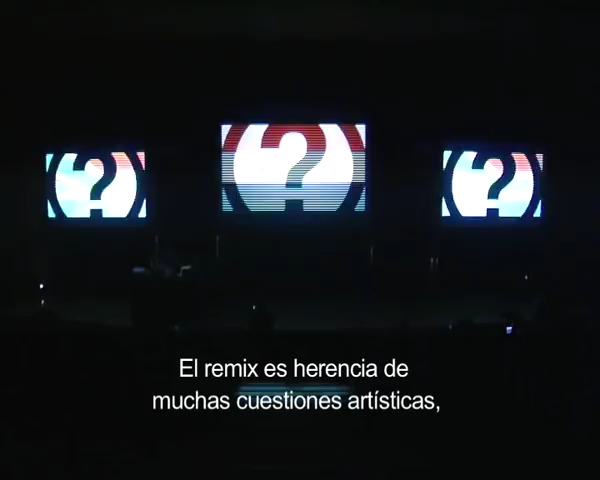 ?
?
?
El remix es herencia de
muchas cuestiones artísticas,